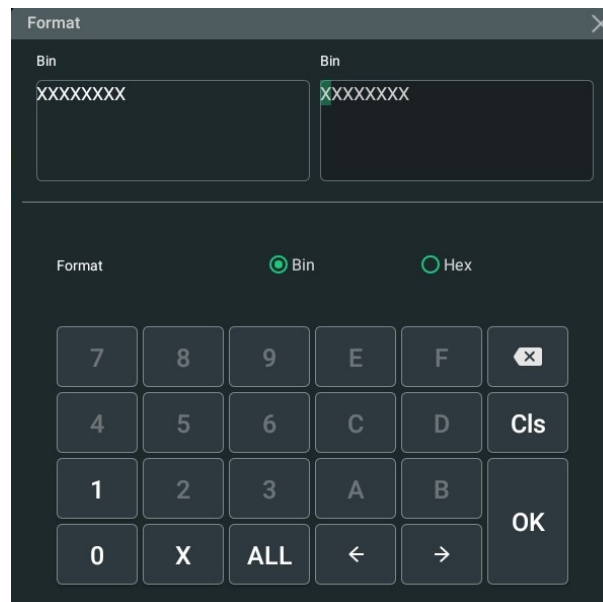 Format
Bin Bin
XXXXXXXX XXXXXXXX
Format Bin Hex
7 8 9 E F
4 5 6 C D Cls
1 2 3 A B
OK
0 X ALL ← →